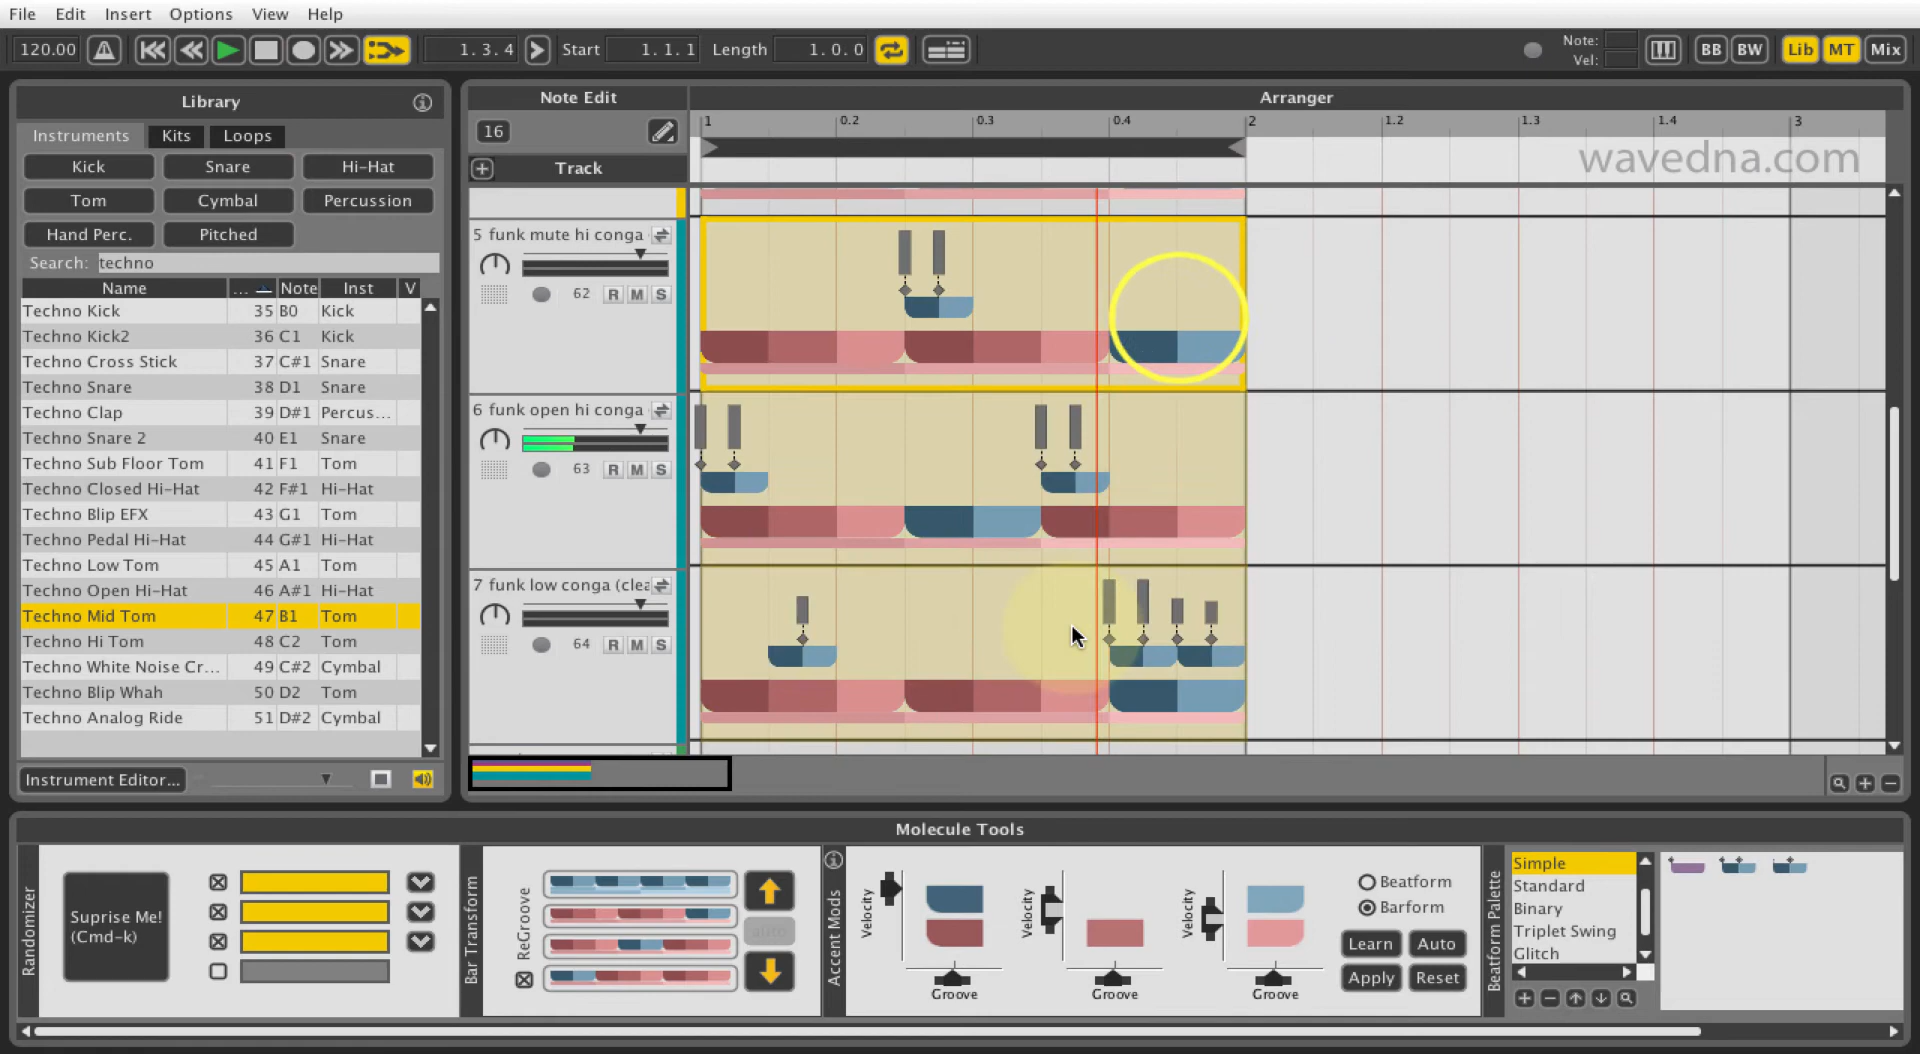 File Edit Insert Options View Help
120.00 1. 3. 4 Start 1. 1. 1 Length 1. 0. 0 Note: Vel: BB BW Lib MT Mix
Library
Instruments Kits Loops
Kick Snare Hi-Hat
Tom Cymbal Percussion
Hand Perc. Pitched
Search: techno
Name ... Note Inst V
Techno Kick 35 B0 Kick
Techno Kick2 36 C1 Kick
Techno Cross Stick 37 C#1 Snare
Techno Snare 38 D1 Snare
Techno Clap 39 D#1 Percus...
Techno Snare 2 40 E1 Snare
Techno Sub Floor Tom 41 F1 Tom
Techno Closed Hi-Hat 42 F#1 Hi-Hat
Techno Blip EFX 43 G1 Tom
Techno Pedal Hi-Hat 44 G#1 Hi-Hat
Techno Low Tom 45 A1 Tom
Techno Open Hi-Hat 46 A#1 Hi-Hat
Techno Mid Tom 47 B1 Tom
Techno Hi Tom 48 C2 Tom
Techno White Noise Cr... 49 C#2 Cymbal
Techno Blip Whah 50 D2 Tom
Techno Analog Ride 51 D#2 Cymbal
Instrument Editor...
Note Edit
16
Track
Arranger
1 0.2 0.3 0.4 2 1.2 1.3 1.4 3
wavedna.com
5 funk mute hi conga
62 R M S
6 funk open hi conga
63 R M S
7 funk low conga (clea
64 R M S
Molecule Tools
Randomizer
Suprise Me!
(Cmd-k)
Bar Transform
ReGroove
auto
Accent Mods
Velocity
Groove
Velocity
Groove
Velocity
Groove
Beatform
Barform
Learn Auto
Apply Reset
Beatform Palette
Simple
Standard
Binary
Triplet Swing
Glitch